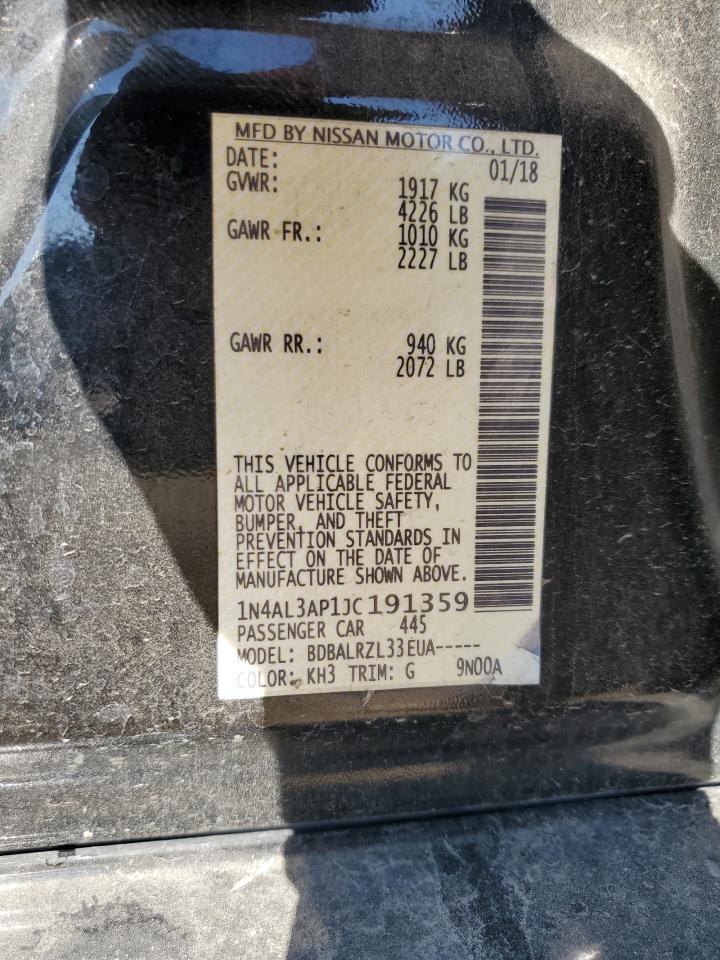 MFD BY NISSAN MOTOR CO., LTD.
DATE: 01/18
GVWR: 1917 KG
4226 LB
GAWR FR.: 1010 KG
2227 LB
GAWR RR.: 940 KG
2072 LB
THIS VEHICLE CONFORMS TO
ALL APPLICABLE FEDERAL
MOTOR VEHICLE SAFETY,
BUMPER, AND THEFT
PREVENTION STANDARDS IN
EFFECT ON THE DATE OF
MANUFACTURE SHOWN ABOVE.
1N4AL3AP1JC191359
PASSENGER CAR 445
MODEL: BDBALRZL33EUA-----
COLOR: KH3 TRIM: G 9N00A